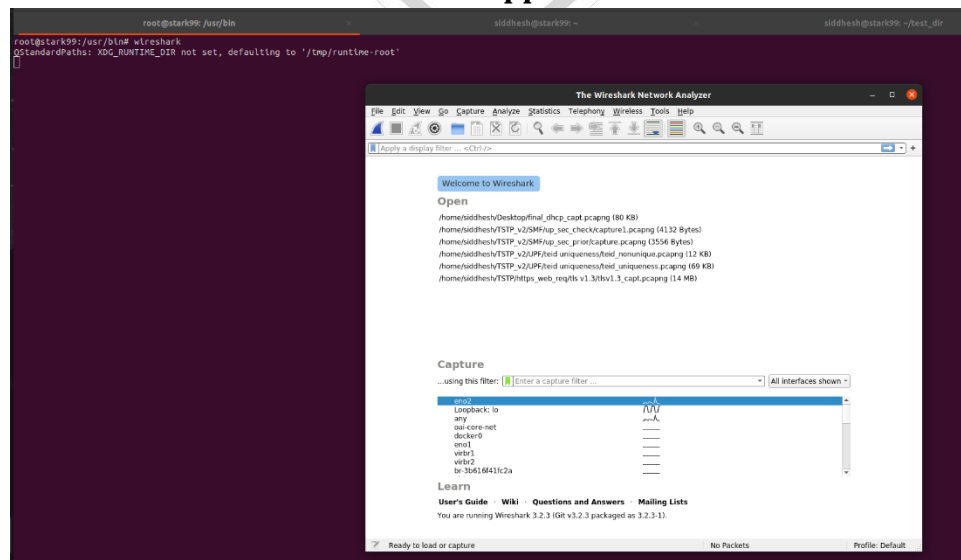 root@stark99: /usr/bin
siddhesh@stark99: ~
siddhesh@stark99: ~/test_dir
root@stark99:/usr/bin# wireshark
QStandardPaths: XDG_RUNTIME_DIR not set, defaulting to '/tmp/runtime-root'
The Wireshark Network Analyzer
File Edit View Go Capture Analyze Statistics Telephony Wireless Tools Help
Apply a display filter ... <Ctrl-/>
Welcome to Wireshark
Open
/home/siddhesh/Desktop/final_dhcp_capt.pcapng (80 KB)
/home/siddhesh/TSTP_v2/SMF/up_sec_check/capture1.pcapng (4132 Bytes)
/home/siddhesh/TSTP_v2/SMF/up_sec_prior/capture.pcapng (3556 Bytes)
/home/siddhesh/TSTP_v2/UPF/teid uniqueness/teid_nonunique.pcapng (12 KB)
/home/siddhesh/TSTP_v2/UPF/teid uniqueness/teid_uniqueness.pcapng (69 KB)
/home/siddhesh/TSTP/https_web_req/tls v1.3/tlsv1.3_capt.pcapng (14 MB)
Capture
...using this filter: Enter a capture filter ... All interfaces shown
eno2
Loopback: lo
any
oai-core-net
docker0
eno1
virbr1
virbr2
br-3b616f41fc2a
Learn
User's Guide · Wiki · Questions and Answers · Mailing Lists
You are running Wireshark 3.2.3 (Git v3.2.3 packaged as 3.2.3-1).
Ready to load or capture No Packets Profile: Default